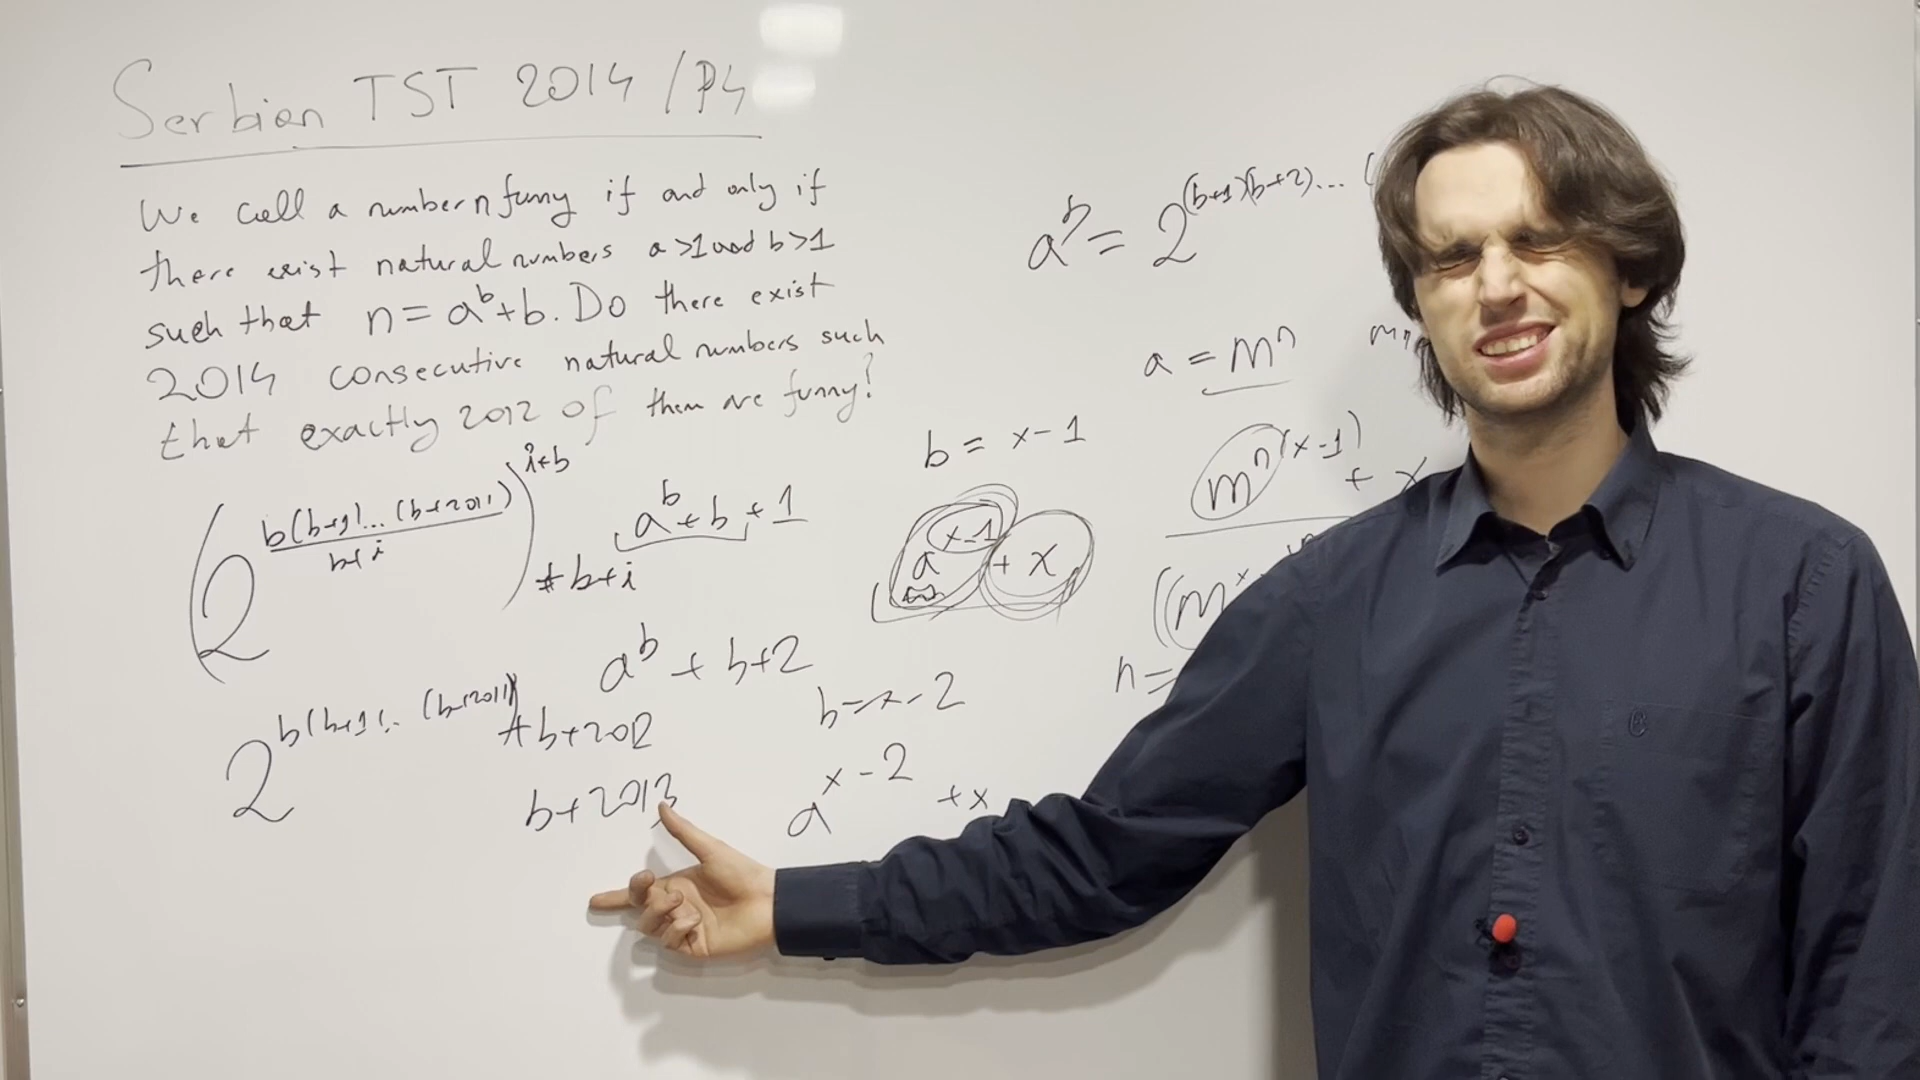 Serbian TST 2014 / P4
We call a number n funny if and only if
there exist natural numbers a>1 and b>1
such that n = a^b + b. Do there exist
2014 consecutive natural numbers such
that exactly 2012 of them are funny?
(2^(b(b+1)...(b+2011)/(b+i)))^(i+b) + b+i
a^b + b + 1
a^b + b+2
2^(b(b+1)...(b+2011)) + b+2012
b+2013
b = x-1
a^(x-1) + x
b = x-2
a^(x-2) + x
a^b = 2^((b+1)(b+2)...
a = m^n
m^(n(x-1)) + x
((m^x
n =